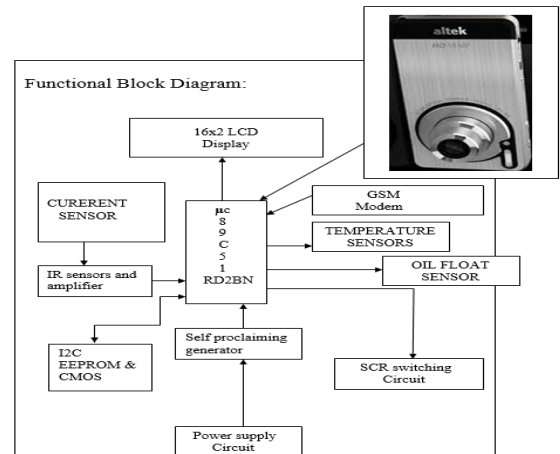 altek
Functional Block Diagram:
16x2 LCD
Display
CURERENT
SENSOR
µc
8
9
C
5
1
RD2BN
GSM
Modem
TEMPERATURE
SENSORS
OIL FLOAT
SENSOR
IR sensors and
amplifier
I2C
EEPROM &
CMOS
Self proclaiming
generator
SCR switching
Circuit
Power supply
Circuit